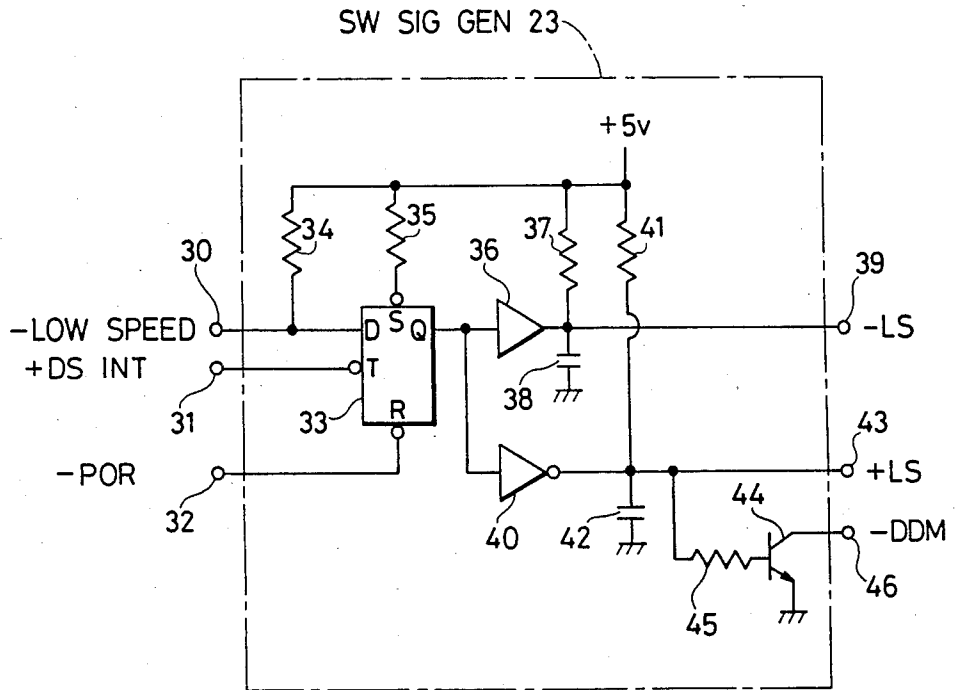 SW SIG GEN 23
+5v
34
35
37
41
30
36
39
-LOW SPEED
D
S
Q
-LS
+DS INT
T
38
31
33
R
43
-POR
+LS
32
40
42
44
-DDM
45
46